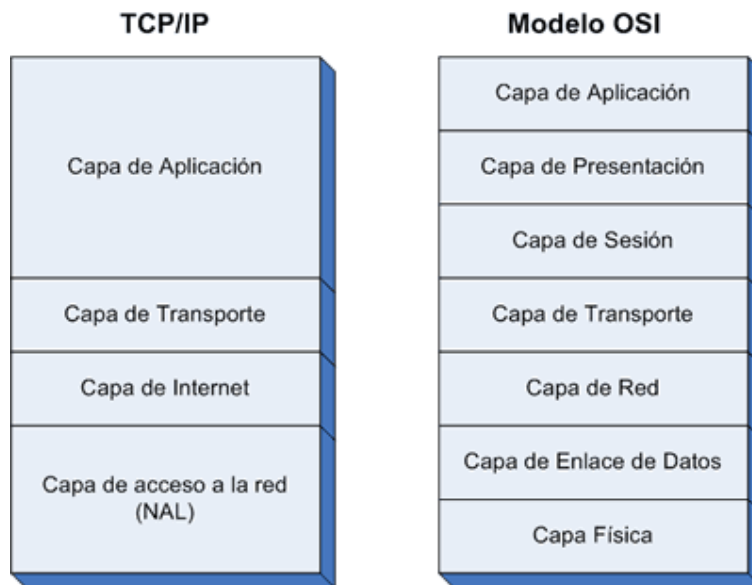 TCP/IP
Capa de Aplicación
Capa de Transporte
Capa de Internet
Capa de acceso a la red
(NAL)
Modelo OSI
Capa de Aplicación
Capa de Presentación
Capa de Sesión
Capa de Transporte
Capa de Red
Capa de Enlace de Datos
Capa Física